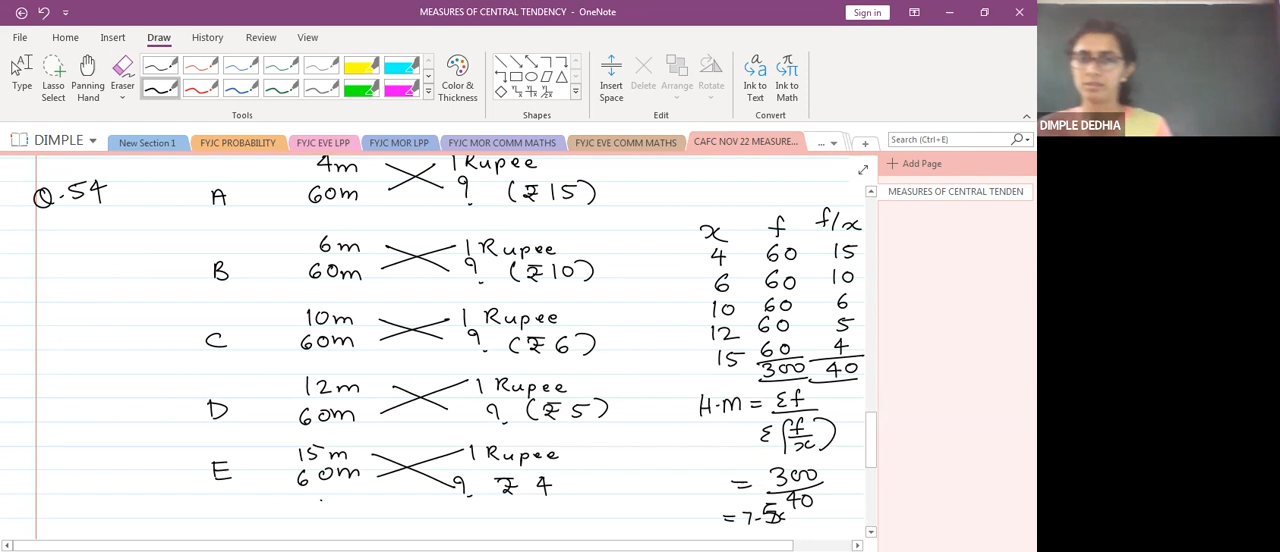 MEASURES OF CENTRAL TENDENCY - OneNote
Sign in
File Home Insert Draw History Review View
Type Lasso Select Panning Hand Eraser
Color & Thickness
Insert Space Delete Arrange Rotate
Ink to Text Ink to Math
Tools Shapes Edit Convert
DIMPLE New Section 1 FYJC PROBABILITY FYJC EVE LPP FYJC MOR LPP FYJC MOR COMM MATHS FYJC EVE COMM MATHS CAFC NOV 22 MEASURE... ...
Search (Ctrl+E)
Add Page
MEASURES OF CENTRAL TENDEN
DIMPLE DEDHIA
Q.54
A 4m 1 Rupee
60m ? (₹ 15)
B 6m 1 Rupee
60m ? (₹ 10)
C 10m 1 Rupee
60m ? (₹ 6)
D 12m 1 Rupee
60m ? (₹ 5)
E 15m 1 Rupee
60m ? ₹ 4
x f f/x
4 60 15
6 60 10
10 60 6
12 60 5
15 60 4
300 40
H.M = Σf
Σ(f/x)
= 300
40
= 7.5